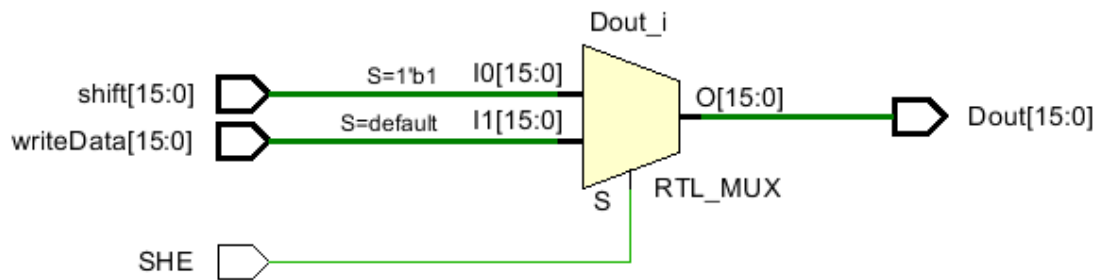 Dout_i
shift[15:0]
S=1'b1
I0[15:0]
writeData[15:0]
S=default
I1[15:0]
O[15:0]
Dout[15:0]
S
RTL_MUX
SHE